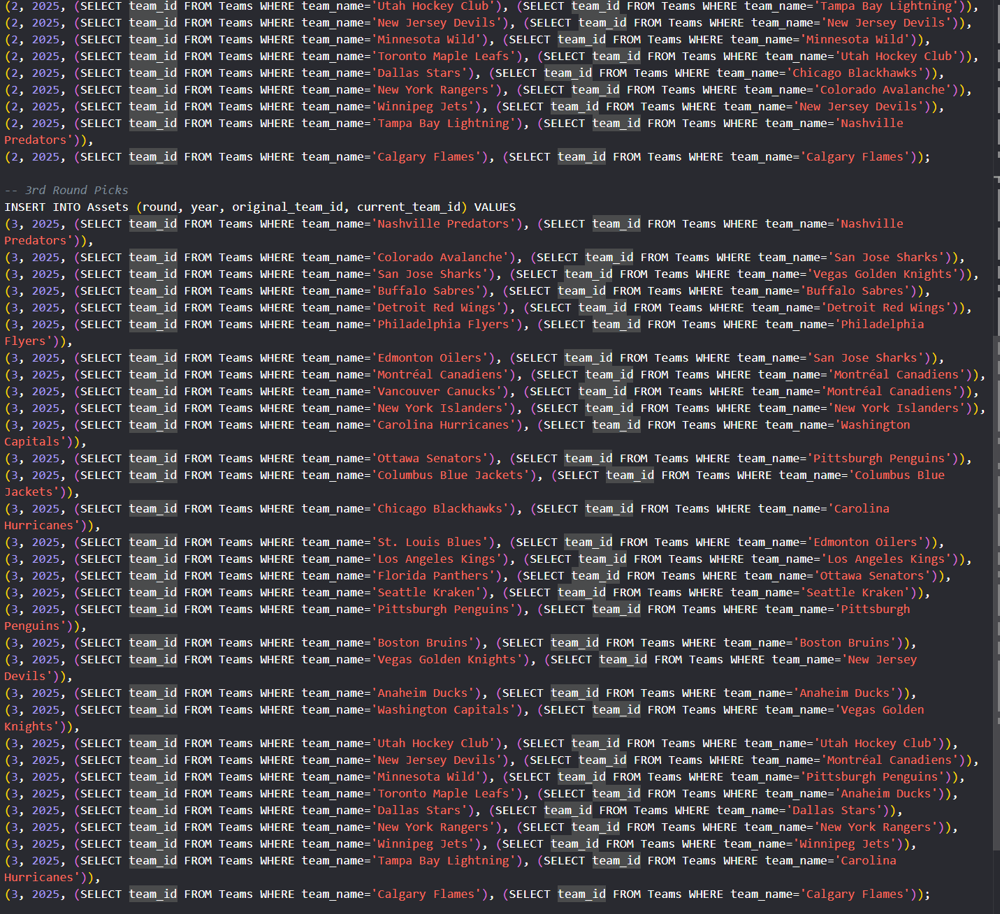 (2, 2025, (SELECT team_id FROM Teams WHERE team_name='Utah Hockey Club'), (SELECT team_id FROM Teams WHERE team_name='Tampa Bay Lightning')),
(2, 2025, (SELECT team_id FROM Teams WHERE team_name='New Jersey Devils'), (SELECT team_id FROM Teams WHERE team_name='New Jersey Devils')),
(2, 2025, (SELECT team_id FROM Teams WHERE team_name='Minnesota Wild'), (SELECT team_id FROM Teams WHERE team_name='Minnesota Wild')),
(2, 2025, (SELECT team_id FROM Teams WHERE team_name='Toronto Maple Leafs'), (SELECT team_id FROM Teams WHERE team_name='Utah Hockey Club')),
(2, 2025, (SELECT team_id FROM Teams WHERE team_name='Dallas Stars'), (SELECT team_id FROM Teams WHERE team_name='Chicago Blackhawks')),
(2, 2025, (SELECT team_id FROM Teams WHERE team_name='New York Rangers'), (SELECT team_id FROM Teams WHERE team_name='Colorado Avalanche')),
(2, 2025, (SELECT team_id FROM Teams WHERE team_name='Winnipeg Jets'), (SELECT team_id FROM Teams WHERE team_name='New Jersey Devils')),
(2, 2025, (SELECT team_id FROM Teams WHERE team_name='Tampa Bay Lightning'), (SELECT team_id FROM Teams WHERE team_name='Nashville
Predators')),
(2, 2025, (SELECT team_id FROM Teams WHERE team_name='Calgary Flames'), (SELECT team_id FROM Teams WHERE team_name='Calgary Flames'));
-- 3rd Round Picks
INSERT INTO Assets (round, year, original_team_id, current_team_id) VALUES
(3, 2025, (SELECT team_id FROM Teams WHERE team_name='Nashville Predators'), (SELECT team_id FROM Teams WHERE team_name='Nashville
Predators')),
(3, 2025, (SELECT team_id FROM Teams WHERE team_name='Colorado Avalanche'), (SELECT team_id FROM Teams WHERE team_name='San Jose Sharks')),
(3, 2025, (SELECT team_id FROM Teams WHERE team_name='San Jose Sharks'), (SELECT team_id FROM Teams WHERE team_name='Vegas Golden Knights')),
(3, 2025, (SELECT team_id FROM Teams WHERE team_name='Buffalo Sabres'), (SELECT team_id FROM Teams WHERE team_name='Buffalo Sabres')),
(3, 2025, (SELECT team_id FROM Teams WHERE team_name='Detroit Red Wings'), (SELECT team_id FROM Teams WHERE team_name='Detroit Red Wings')),
(3, 2025, (SELECT team_id FROM Teams WHERE team_name='Philadelphia Flyers'), (SELECT team_id FROM Teams WHERE team_name='Philadelphia
Flyers')),
(3, 2025, (SELECT team_id FROM Teams WHERE team_name='Edmonton Oilers'), (SELECT team_id FROM Teams WHERE team_name='San Jose Sharks')),
(3, 2025, (SELECT team_id FROM Teams WHERE team_name='Montréal Canadiens'), (SELECT team_id FROM Teams WHERE team_name='Montréal Canadiens')),
(3, 2025, (SELECT team_id FROM Teams WHERE team_name='Vancouver Canucks'), (SELECT team_id FROM Teams WHERE team_name='Montréal Canadiens')),
(3, 2025, (SELECT team_id FROM Teams WHERE team_name='New York Islanders'), (SELECT team_id FROM Teams WHERE team_name='New York Islanders')),
(3, 2025, (SELECT team_id FROM Teams WHERE team_name='Carolina Hurricanes'), (SELECT team_id FROM Teams WHERE team_name='Washington
Capitals')),
(3, 2025, (SELECT team_id FROM Teams WHERE team_name='Ottawa Senators'), (SELECT team_id FROM Teams WHERE team_name='Pittsburgh Penguins')),
(3, 2025, (SELECT team_id FROM Teams WHERE team_name='Columbus Blue Jackets'), (SELECT team_id FROM Teams WHERE team_name='Columbus Blue
Jackets')),
(3, 2025, (SELECT team_id FROM Teams WHERE team_name='Chicago Blackhawks'), (SELECT team_id FROM Teams WHERE team_name='Carolina
Hurricanes')),
(3, 2025, (SELECT team_id FROM Teams WHERE team_name='St. Louis Blues'), (SELECT team_id FROM Teams WHERE team_name='Edmonton Oilers')),
(3, 2025, (SELECT team_id FROM Teams WHERE team_name='Los Angeles Kings'), (SELECT team_id FROM Teams WHERE team_name='Los Angeles Kings')),
(3, 2025, (SELECT team_id FROM Teams WHERE team_name='Florida Panthers'), (SELECT team_id FROM Teams WHERE team_name='Ottawa Senators')),
(3, 2025, (SELECT team_id FROM Teams WHERE team_name='Seattle Kraken'), (SELECT team_id FROM Teams WHERE team_name='Seattle Kraken')),
(3, 2025, (SELECT team_id FROM Teams WHERE team_name='Pittsburgh Penguins'), (SELECT team_id FROM Teams WHERE team_name='Pittsburgh
Penguins')),
(3, 2025, (SELECT team_id FROM Teams WHERE team_name='Boston Bruins'), (SELECT team_id FROM Teams WHERE team_name='Boston Bruins')),
(3, 2025, (SELECT team_id FROM Teams WHERE team_name='Vegas Golden Knights'), (SELECT team_id FROM Teams WHERE team_name='New Jersey
Devils')),
(3, 2025, (SELECT team_id FROM Teams WHERE team_name='Anaheim Ducks'), (SELECT team_id FROM Teams WHERE team_name='Anaheim Ducks')),
(3, 2025, (SELECT team_id FROM Teams WHERE team_name='Washington Capitals'), (SELECT team_id FROM Teams WHERE team_name='Vegas Golden
Knights')),
(3, 2025, (SELECT team_id FROM Teams WHERE team_name='Utah Hockey Club'), (SELECT team_id FROM Teams WHERE team_name='Utah Hockey Club')),
(3, 2025, (SELECT team_id FROM Teams WHERE team_name='New Jersey Devils'), (SELECT team_id FROM Teams WHERE team_name='Montréal Canadiens')),
(3, 2025, (SELECT team_id FROM Teams WHERE team_name='Minnesota Wild'), (SELECT team_id FROM Teams WHERE team_name='Pittsburgh Penguins')),
(3, 2025, (SELECT team_id FROM Teams WHERE team_name='Toronto Maple Leafs'), (SELECT team_id FROM Teams WHERE team_name='Anaheim Ducks')),
(3, 2025, (SELECT team_id FROM Teams WHERE team_name='Dallas Stars'), (SELECT team_id FROM Teams WHERE team_name='Dallas Stars')),
(3, 2025, (SELECT team_id FROM Teams WHERE team_name='New York Rangers'), (SELECT team_id FROM Teams WHERE team_name='New York Rangers')),
(3, 2025, (SELECT team_id FROM Teams WHERE team_name='Winnipeg Jets'), (SELECT team_id FROM Teams WHERE team_name='Winnipeg Jets')),
(3, 2025, (SELECT team_id FROM Teams WHERE team_name='Tampa Bay Lightning'), (SELECT team_id FROM Teams WHERE team_name='Carolina
Hurricanes')),
(3, 2025, (SELECT team_id FROM Teams WHERE team_name='Calgary Flames'), (SELECT team_id FROM Teams WHERE team_name='Calgary Flames'));